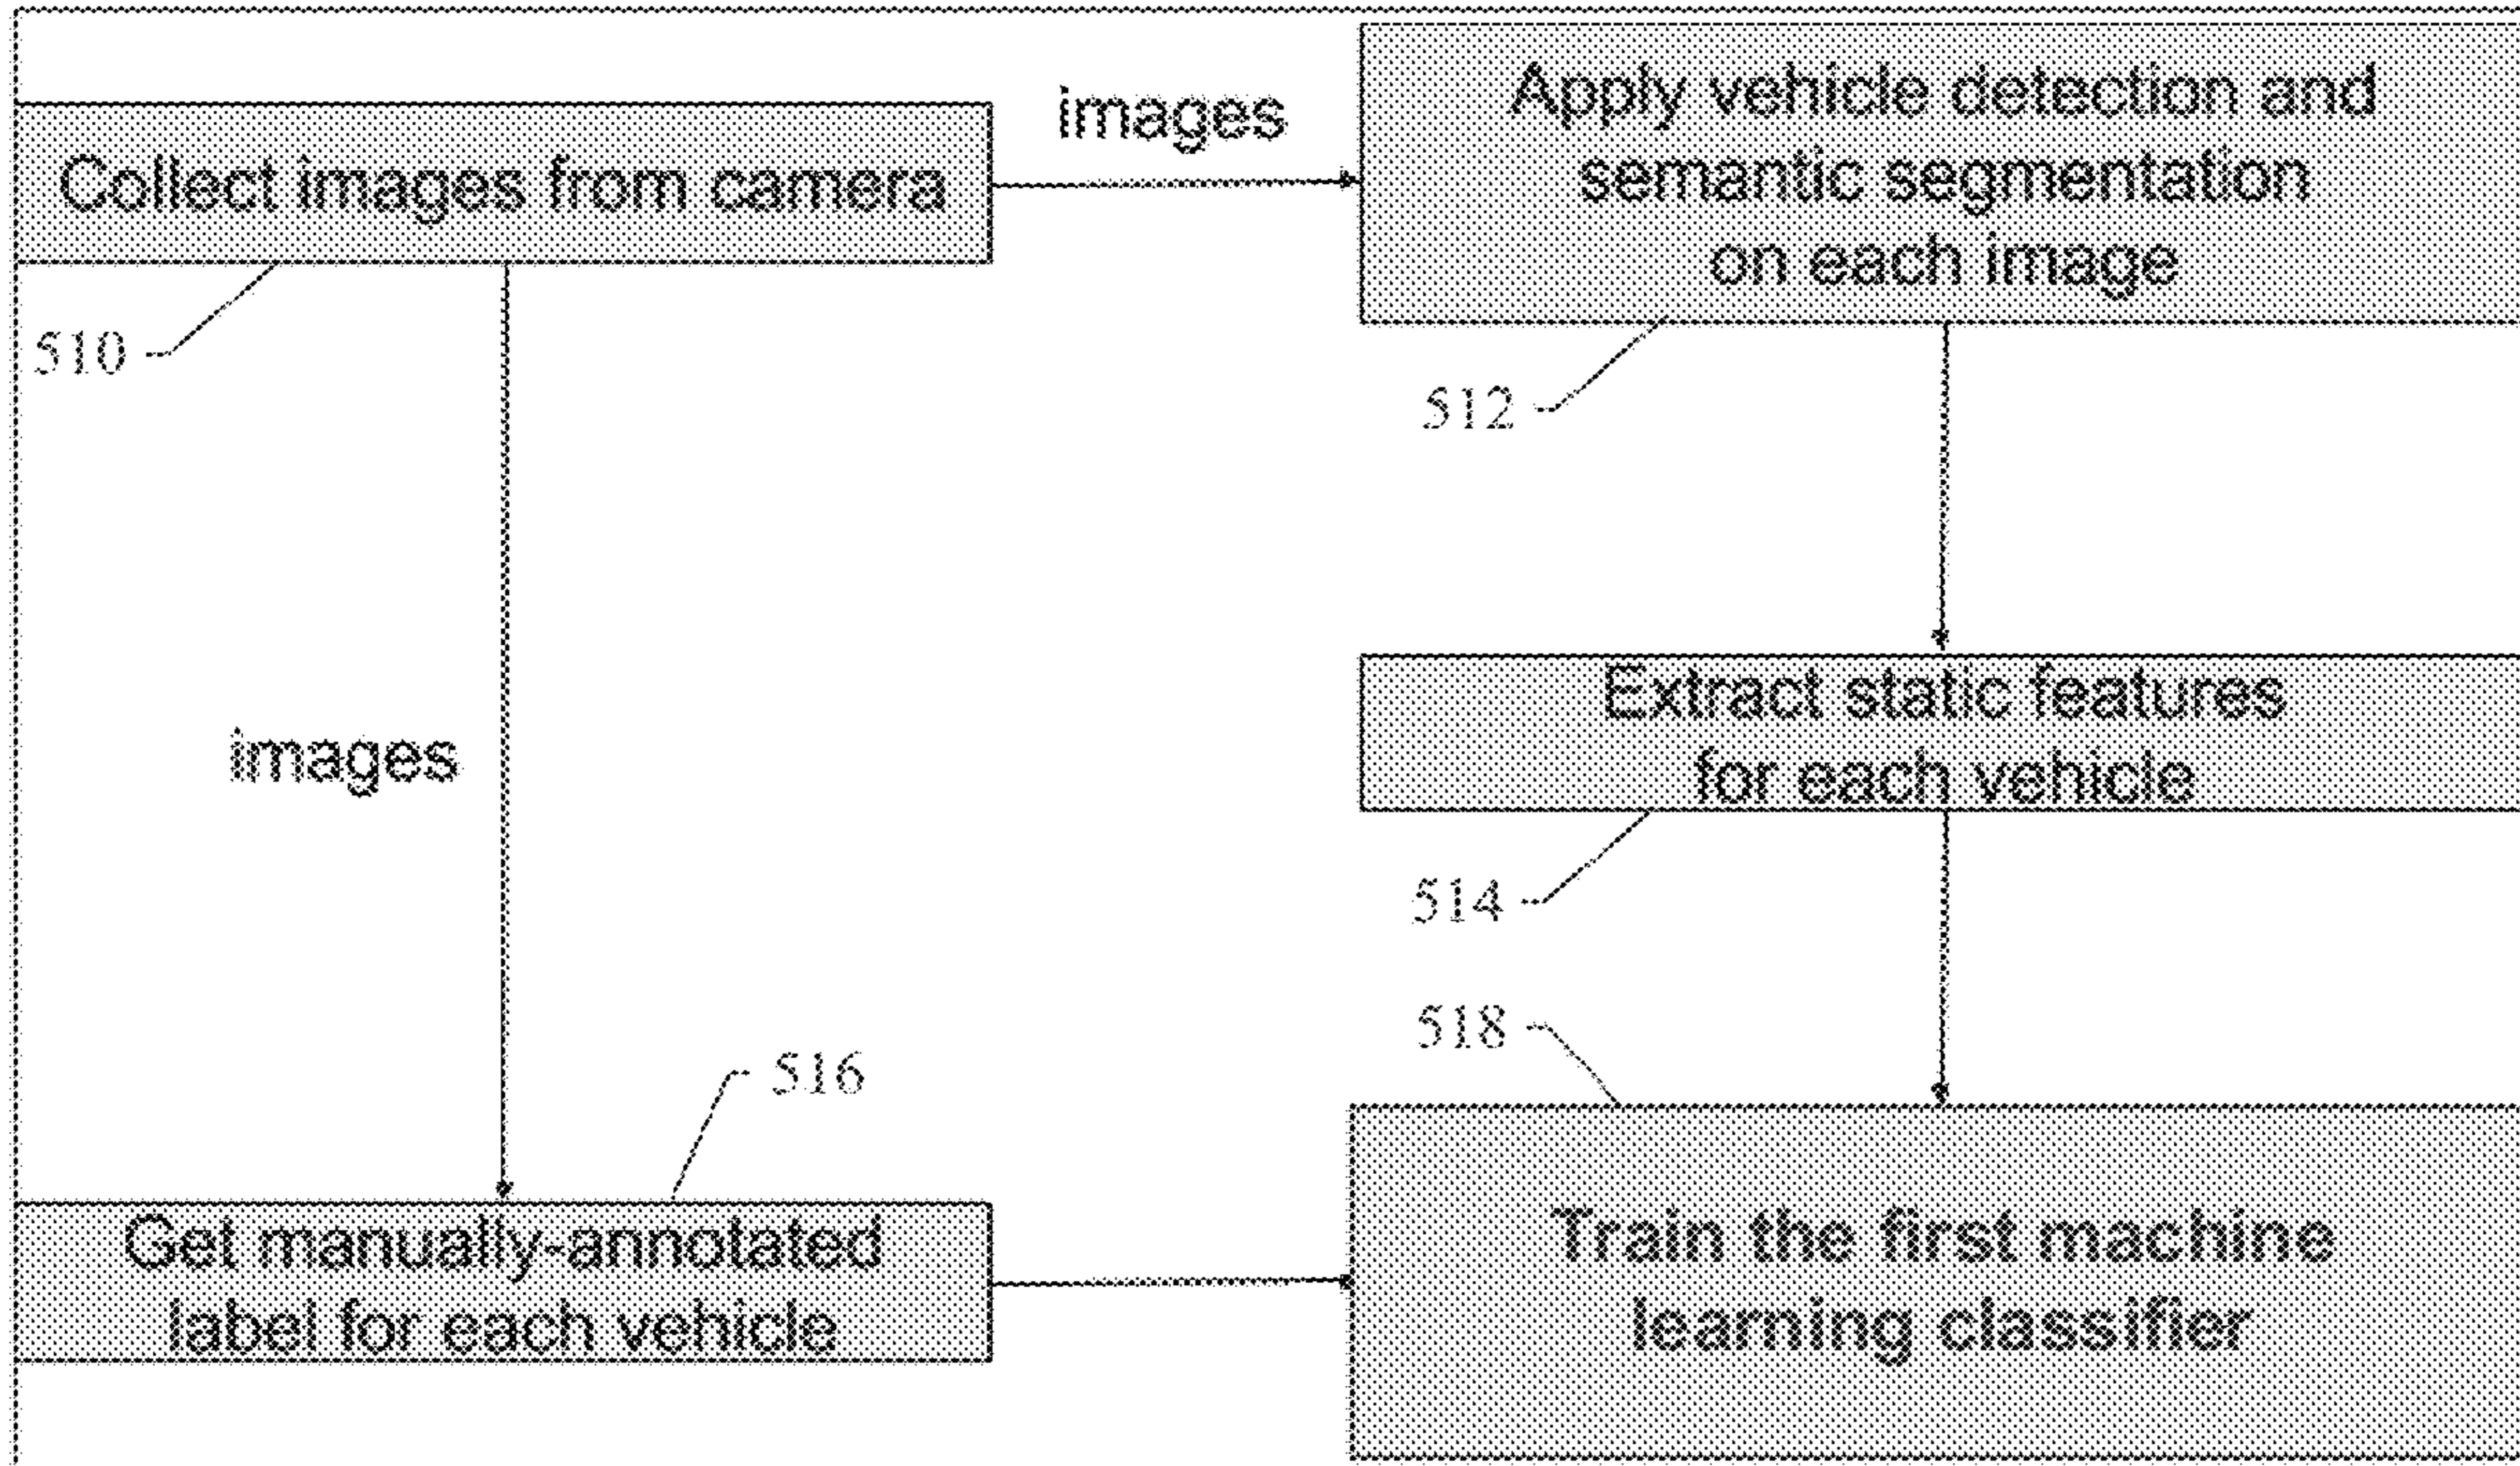 Collect images from camera
510
images
Apply vehicle detection and
semantic segmentation
on each image
512
images
Extract static features
for each vehicle
514
516
Get manually-annotated
label for each vehicle
518
Train the first machine
learning classifier